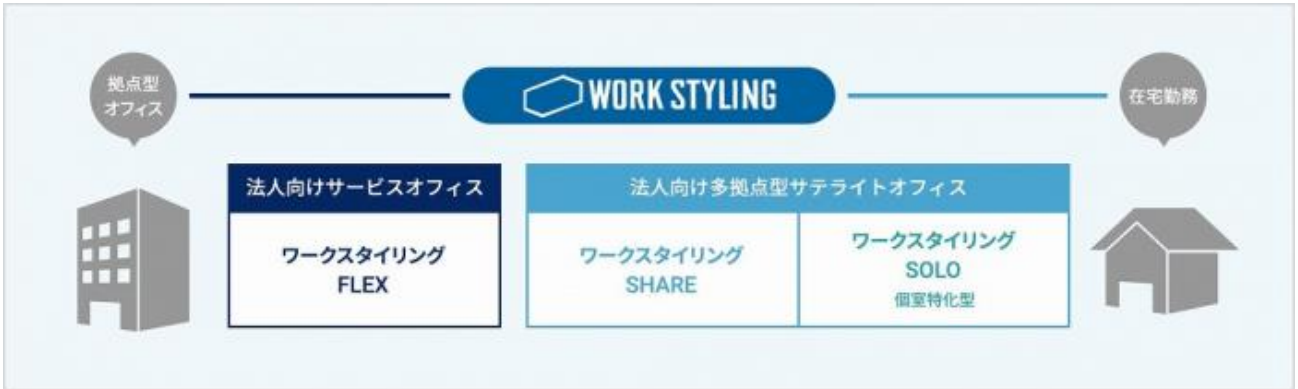 拠点型
オフィス
WORK STYLING
在宅勤務
法人向けサービスオフィス
ワークスタイリング
FLEX
法人向け多拠点型サテライトオフィス
ワークスタイリング
SHARE
ワークスタイリング
SOLO
個室特化型